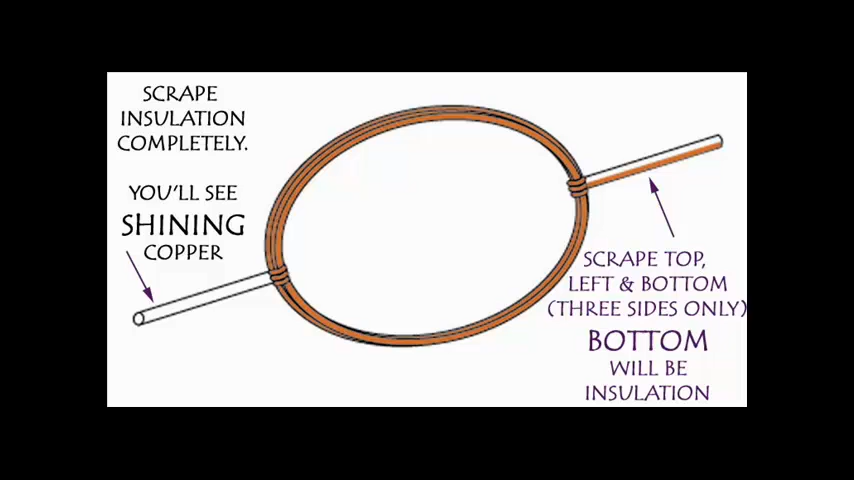 SCRAPE
INSULATION
COMPLETELY.
YOU'LL SEE
SHINING
COPPER
SCRAPE TOP,
LEFT & BOTTOM
(THREE SIDES ONLY)
BOTTOM
WILL BE
INSULATION